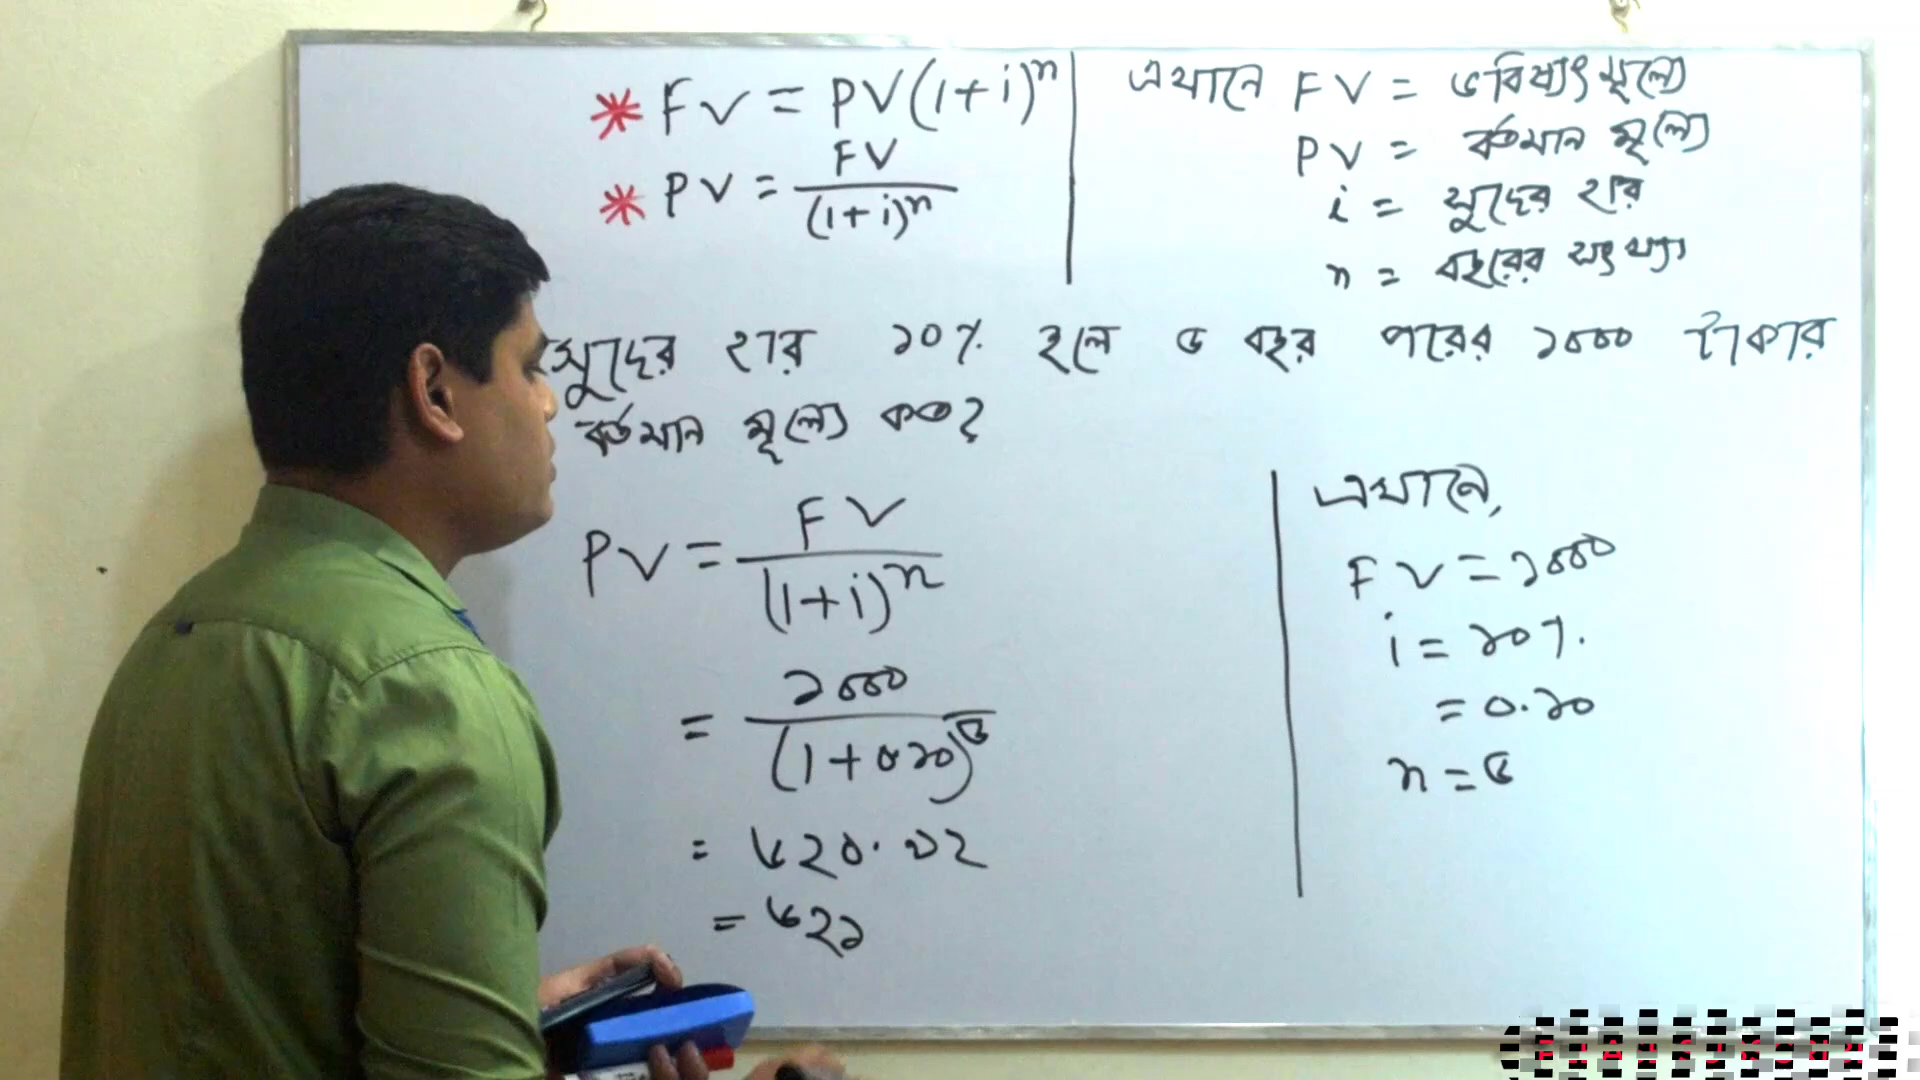 * FV = PV(1+i)^n
* PV = FV / (1+i)^n
এখানে FV = ভবিষ্যৎ মূল্যে
PV = বর্তমান মূল্যে
i = সুদের হার
n = বছরের সংখ্যা
সুদের হার ১০% হলে ৫ বছর পরের ১০০০ টাকার
বর্তমান মূল্যে কত?
PV = FV / (1+i)^n
= ১০০০ / (1+০.১০)^৫
= ৬২০.৯২
= ৬২১
এখানে,
FV = ১০০০
i = ১০%
= ০.১০
n = ৫